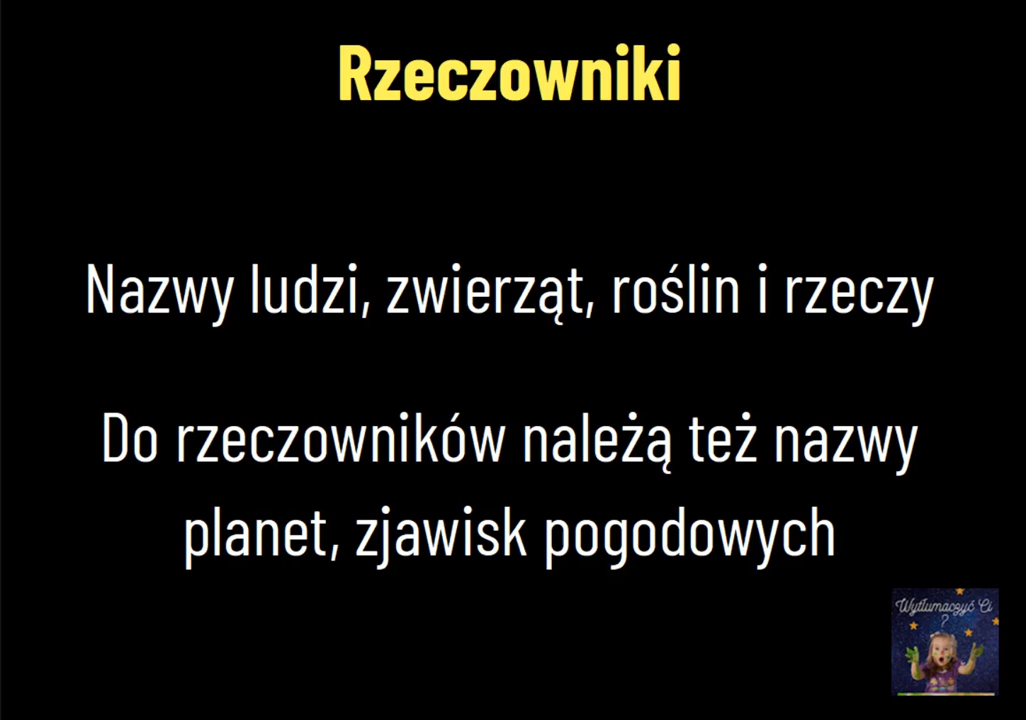 Rzeczowniki
Nazwy ludzi, zwierząt, roślin i rzeczy
Do rzeczowników należą też nazwy
planet, zjawisk pogodowych
Wytłumaczyć Ci
?